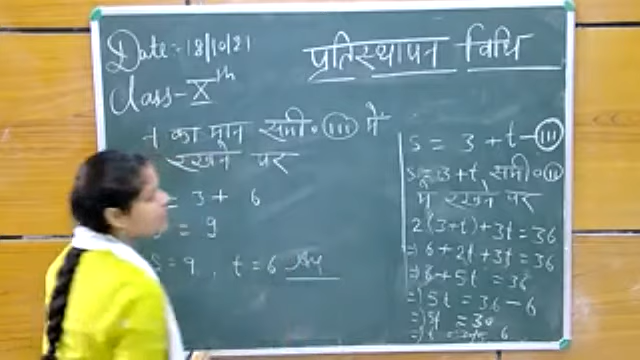 Date:- 18/10/21
Class- Xth
प्रतिस्थापन विधि
t का मान समी० (III) में
रखने पर
= 3 + 6
= 9
S = 9, t = 6 Ans
S = 3 + t - (III)
S = 3 + t, समी० (II)
में रखने पर
2(3+t) + 3t = 36
⇒ 6 + 2t + 3t = 36
⇒ 6 + 5t = 36
⇒ 5t = 36 - 6
⇒ 5t = 30